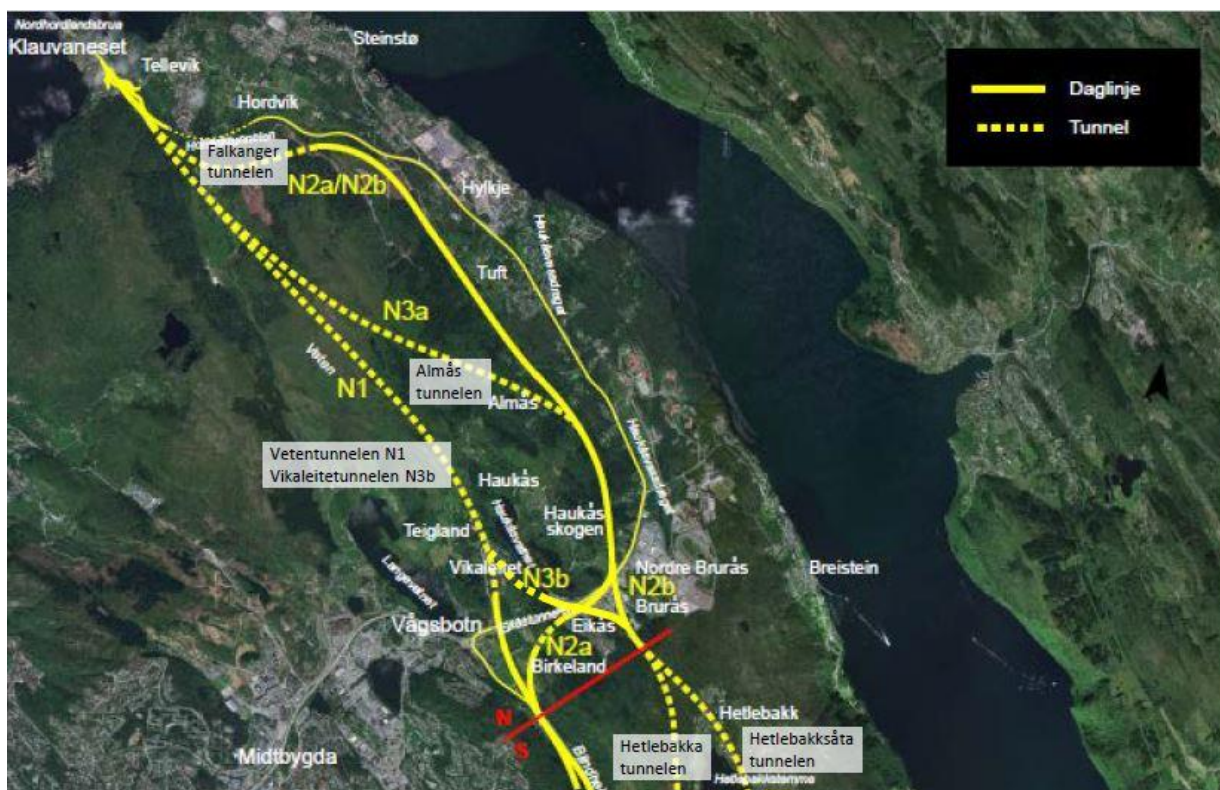 Nordhordlandsbrua
Klauvaneset
Steinstø
Tellevik
Daglinje
Hordvik
Tunnel
Falkanger
tunnelen
N2a/N2b
Hylkje
Tuft
N3a
Veten
Almås
tunnelen
N1
Almås
Vetentunnelen N1
Vikaleitetunnelen N3b
Haukås
Haukås
skogen
Teigland
Vikaleitet
Nordre Brurås
Breistein
N3b
N2b
Brurås
Langavatnet
Vågsbotn
Eikås
N2a
Birkeland
N
S
Hetlebakk
Midtbygda
Hetlebakka
tunnelen
Hetlebakksåta
tunnelen